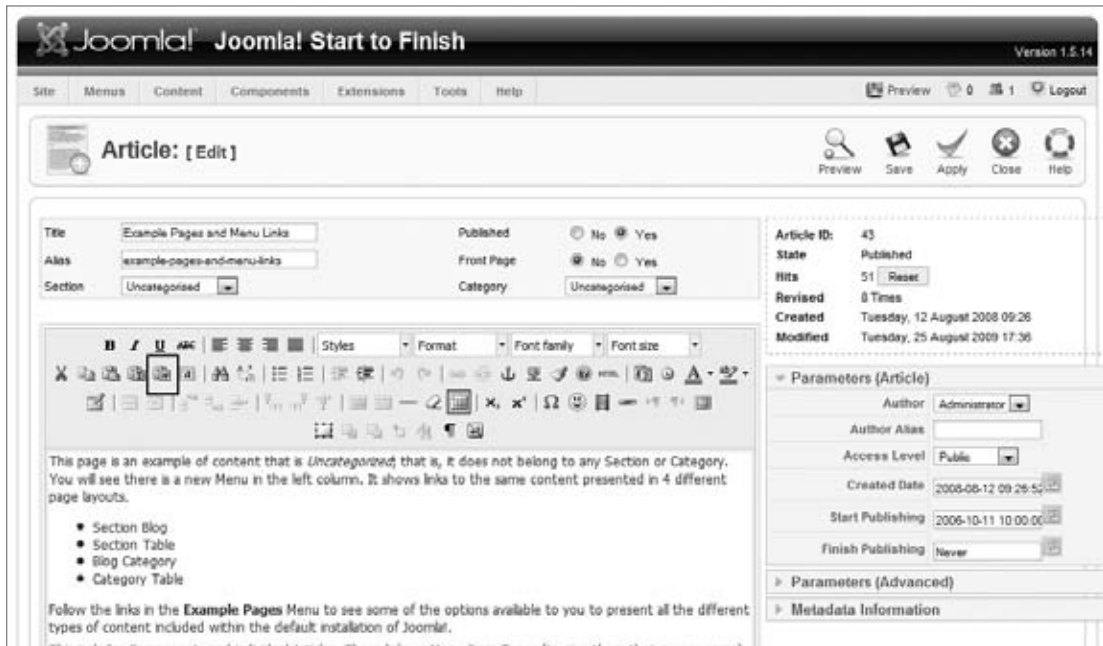 Joomla! Joomla! Start to Finish
Version 1.5.14
Site Menus Content Components Extensions Tools Help
Preview 0 1 Logout
Article: [ Edit ]
Preview Save Apply Close Help
Title Example Pages and Menu Links Published No Yes
Alias example-pages-and-menu-links Front Page No Yes
Section Uncategorised Category Uncategorised
Article ID: 43
State Published
Hits 51 Reset
Revised 8 Times
Created Tuesday, 12 August 2008 09:26
Modified Tuesday, 25 August 2009 17:36
B I U ABC Styles Format Font family Font size
HTML
Parameters (Article)
Author Administrator
Author Alias
Access Level Public
Created Date 2008-08-12 09:26:52
Start Publishing 2006-10-11 10:00:00
Finish Publishing Never
Parameters (Advanced)
Metadata Information
This page is an example of content that is Uncategorized; that is, it does not belong to any Section or Category.
You will see there is a new Menu in the left column. It shows links to the same content presented in 4 different
page layouts.
Section Blog
Section Table
Blog Category
Category Table
Follow the links in the Example Pages Menu to see some of the options available to you to present all the different
types of content included within the default installation of Joomla!.